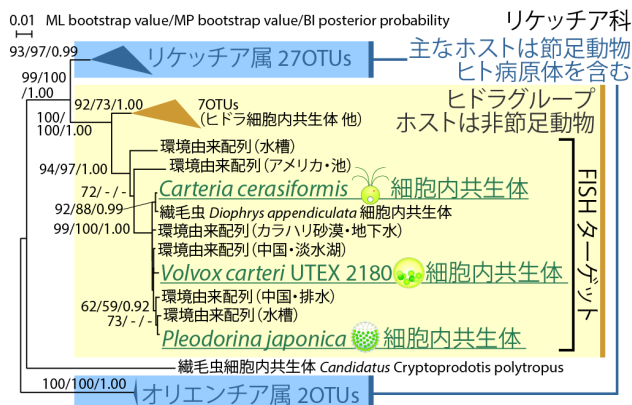 0.01 ML bootstrap value/MP bootstrap value/BI posterior probability
リケッチア科
93/97/0.99
リケッチア属 27OTUs
主なホストは節足動物
ヒト病原体を含む
99/100
/1.00
92/73/1.00
7OTUs
(ヒドラ細胞内共生体 他)
ヒドラグループ
ホストは非節足動物
100/
100/1.00
環境由来配列(水槽)
94/97/1.00
環境由来配列(アメリカ・池)
72/ - / -
Carteria cerasiformis 細胞内共生体
92/88/0.99
繊毛虫 Diophrys appendiculata 細胞内共生体
99/100/1.00
環境由来配列(カラハリ砂漠・地下水)
環境由来配列(中国・淡水湖)
Volvox carteri UTEX 2180 細胞内共生体
62/59/0.92
環境由来配列(中国・排水)
73/ - / -
環境由来配列(水槽)
Pleodorina japonica 細胞内共生体
FISH ターゲット
繊毛虫細胞内共生体 Candidatus Cryptoprodotis polytropus
100/100/1.00
オリエンチア属 2OTUs